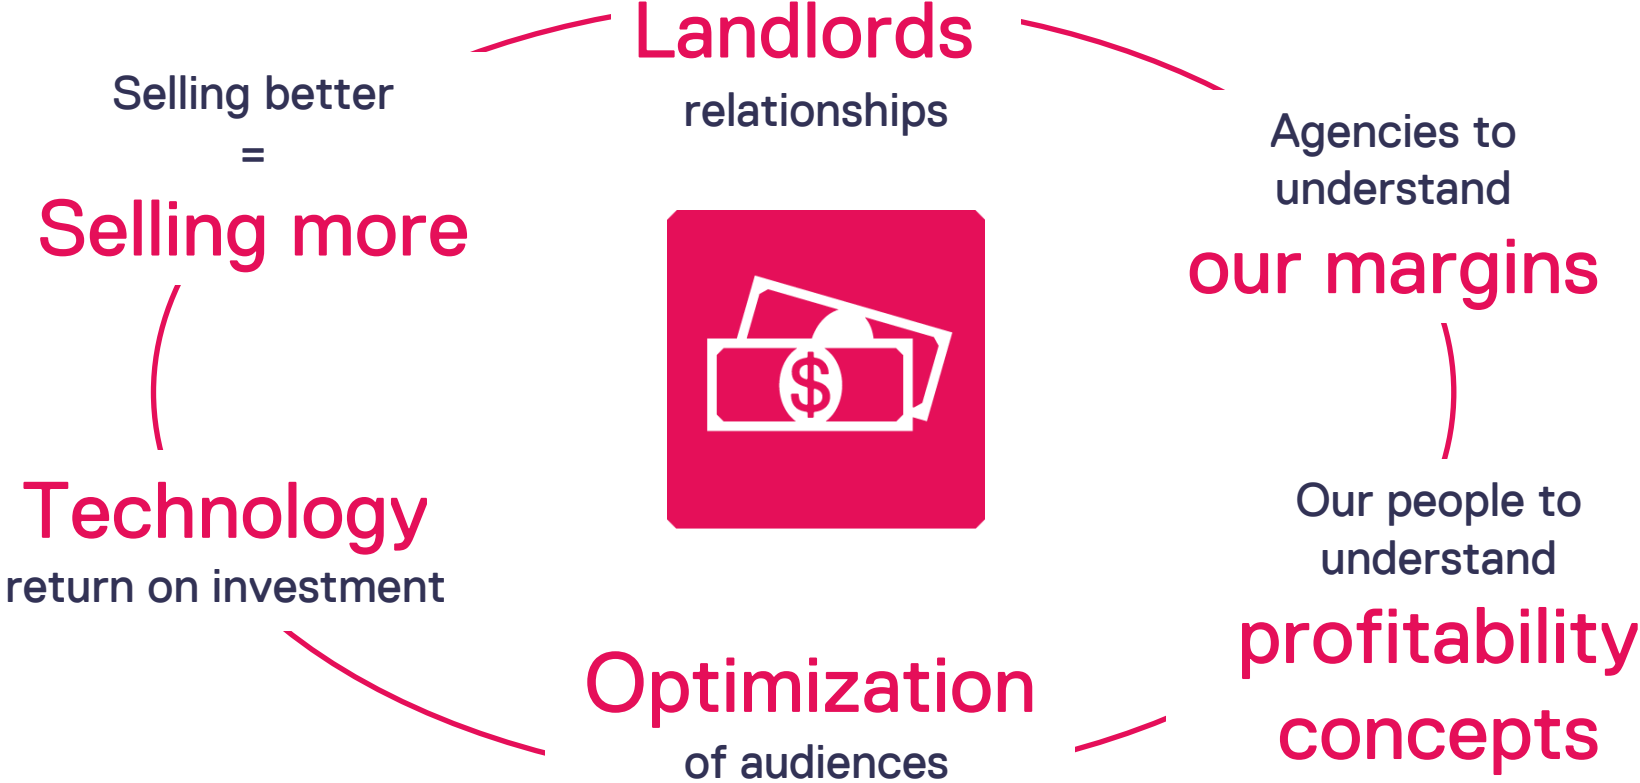 Landlords
relationships
Agencies to
understand
our margins
Our people to
understand
profitability
concepts
Optimization
of audiences
Technology
return on investment
Selling better
=
Selling more
$